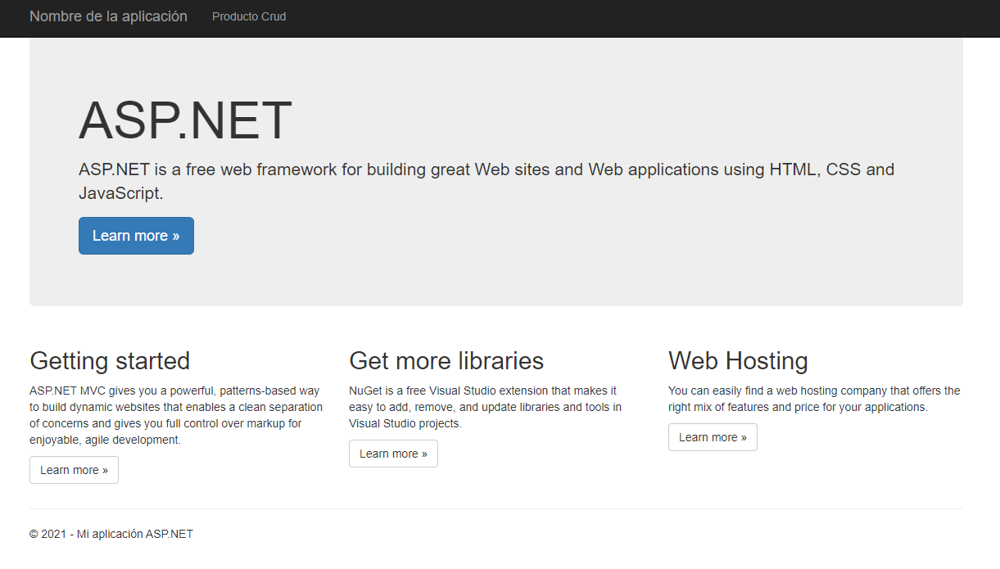 Nombre de la aplicación
Producto Crud
ASP.NET
ASP.NET is a free web framework for building great Web sites and Web applications using HTML, CSS and
JavaScript.
Learn more »
Getting started
ASP.NET MVC gives you a powerful, patterns-based way
to build dynamic websites that enables a clean separation
of concerns and gives you full control over markup for
enjoyable, agile development.
Learn more »
Get more libraries
NuGet is a free Visual Studio extension that makes it
easy to add, remove, and update libraries and tools in
Visual Studio projects.
Learn more »
Web Hosting
You can easily find a web hosting company that offers the
right mix of features and price for your applications.
Learn more »
© 2021 - Mi aplicación ASP.NET